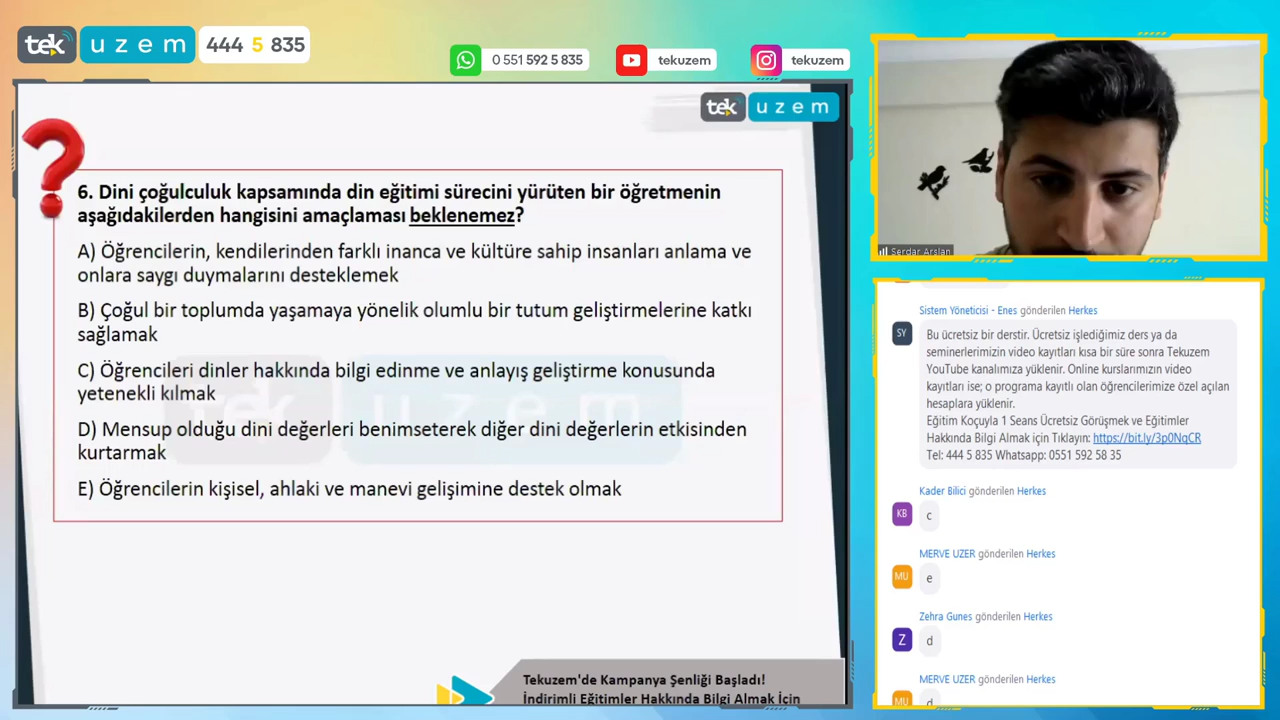 tek uzem 444 5 835
0 551 592 5 835
tekuzem
tekuzem
tek uzem
6. Dini çoğulculuk kapsamında din eğitimi sürecini yürüten bir öğretmenin
aşağıdakilerden hangisini amaçlaması beklenemez?
A) Öğrencilerin, kendilerinden farklı inanca ve kültüre sahip insanları anlama ve
onlara saygı duymalarını desteklemek
B) Çoğul bir toplumda yaşamaya yönelik olumlu bir tutum geliştirmelerine katkı
sağlamak
C) Öğrencileri dinler hakkında bilgi edinme ve anlayış geliştirme konusunda
yetenekli kılmak
D) Mensup olduğu dini değerleri benimseterek diğer dini değerlerin etkisinden
kurtarmak
E) Öğrencilerin kişisel, ahlaki ve manevi gelişimine destek olmak
tek uzem
Tekuzem'de Kampanya Şenliği Başladı!
İndirimli Eğitimler Hakkında Bilgi Almak İçin
Serdar Arslan
Sistem Yöneticisi - Enes gönderilen Herkes
SY
Bu ücretsiz bir derstir. Ücretsiz işlediğimiz ders ya da
seminerlerimizin video kayıtları kısa bir süre sonra Tekuzem
YouTube kanalımıza yüklenir. Online kurslarımızın video
kayıtları ise; o programa kayıtlı olan öğrencilerimize özel açılan
hesaplara yüklenir.
Eğitim Koçuyla 1 Seans Ücretsiz Görüşmek ve Eğitimler
Hakkında Bilgi Almak için Tıklayın: https://bit.ly/3p0NqCR
Tel: 444 5 835 Whatsapp: 0551 592 58 35
Kader Bilici gönderilen Herkes
KB c
MERVE UZER gönderilen Herkes
MU e
Zehra Gunes gönderilen Herkes
Z d
MERVE UZER gönderilen Herkes
MU d